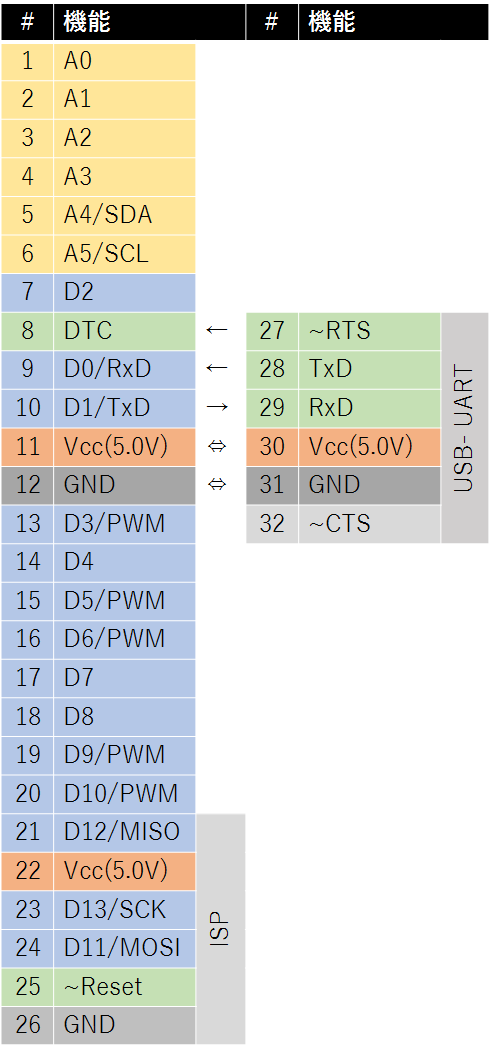 # 機能 # 機能
1 A0
2 A1
3 A2
4 A3
5 A4/SDA
6 A5/SCL
7 D2
8 DTC ← 27 ~RTS
9 D0/RxD ← 28 TxD
10 D1/TxD → 29 RxD
11 Vcc(5.0V) ⇔ 30 Vcc(5.0V)
12 GND ⇔ 31 GND
13 D3/PWM 32 ~CTS
USB- UART
14 D4
15 D5/PWM
16 D6/PWM
17 D7
18 D8
19 D9/PWM
20 D10/PWM
21 D12/MISO
22 Vcc(5.0V)
23 D13/SCK
24 D11/MOSI
25 ~Reset
26 GND
ISP